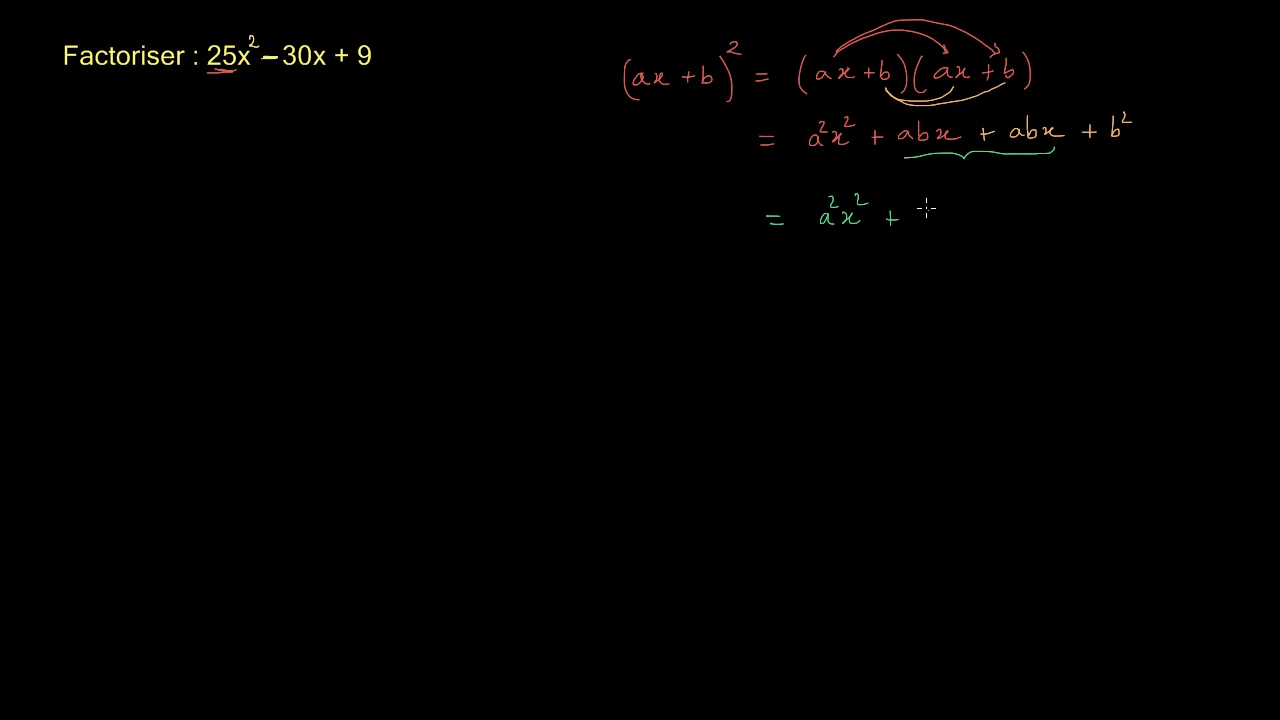 Factoriser : 25x² - 30x + 9
(ax + b)² = (ax + b)(ax + b)
= a²x² + abx + abx + b²
= a²x² +